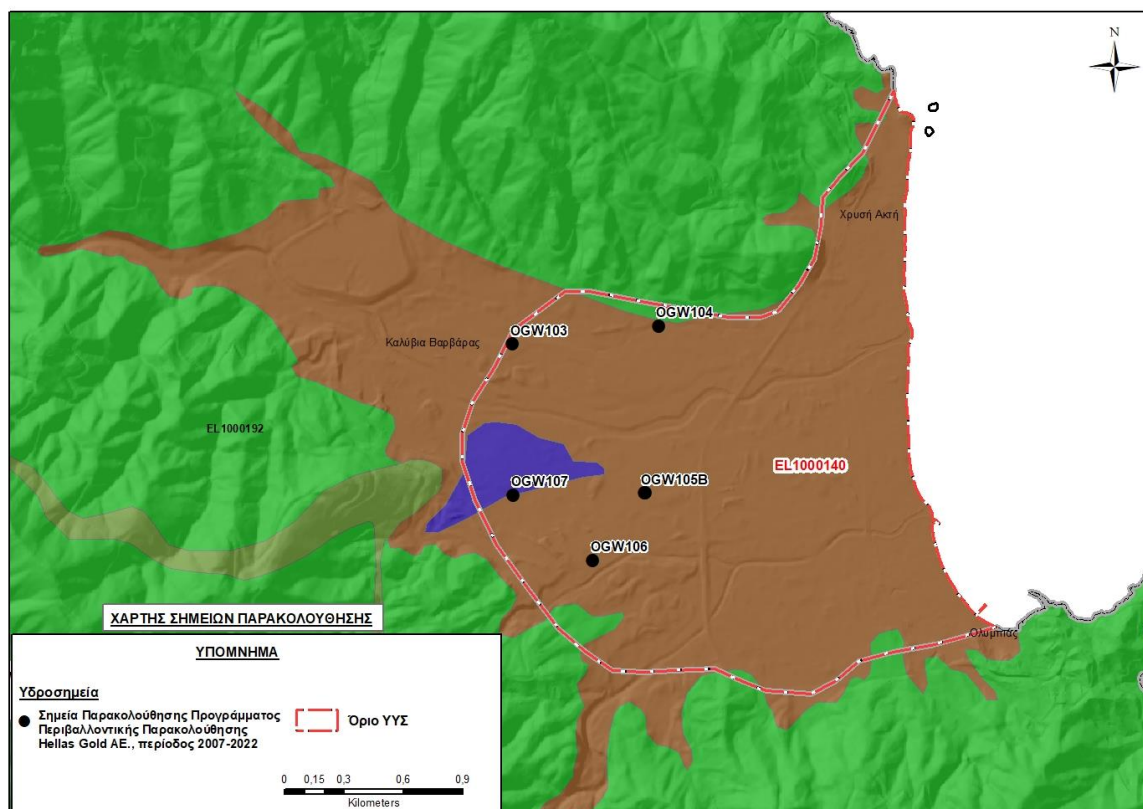 N
Χρυσή Ακτή
OGW104
OGW103
Καλύβια Βαρβάρας
EL1000192
EL1000140
OGW107
OGW105B
OGW106
Ολυμπιάς
ΧΑΡΤΗΣ ΣΗΜΕΙΩΝ ΠΑΡΑΚΟΛΟΥΘΗΣΗΣ
ΥΠΟΜΝΗΜΑ
Υδροσημεία
Σημεία Παρακολούθησης Προγράμματος
Περιβαλλοντικής Παρακολούθησης
Hellas Gold AE., περίοδος 2007-2022
Όριο ΥΥΣ
0 0,15 0,3 0,6 0,9
Kilometers